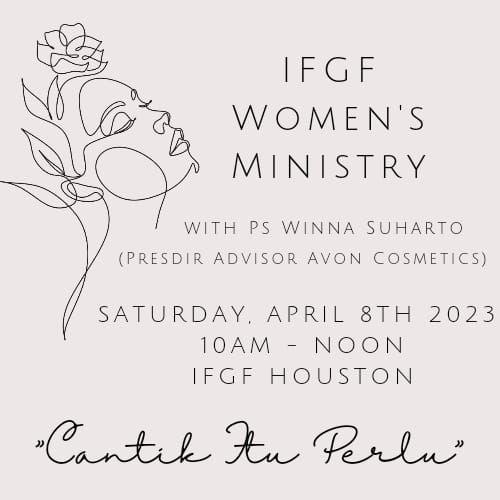 IFGF
Women's
Ministry
with Ps Winna Suharto
(Presdir Advisor Avon Cosmetics)
Saturday, April 8th 2023
10am - Noon
IFGF Houston
"Cantik Itu Perlu"